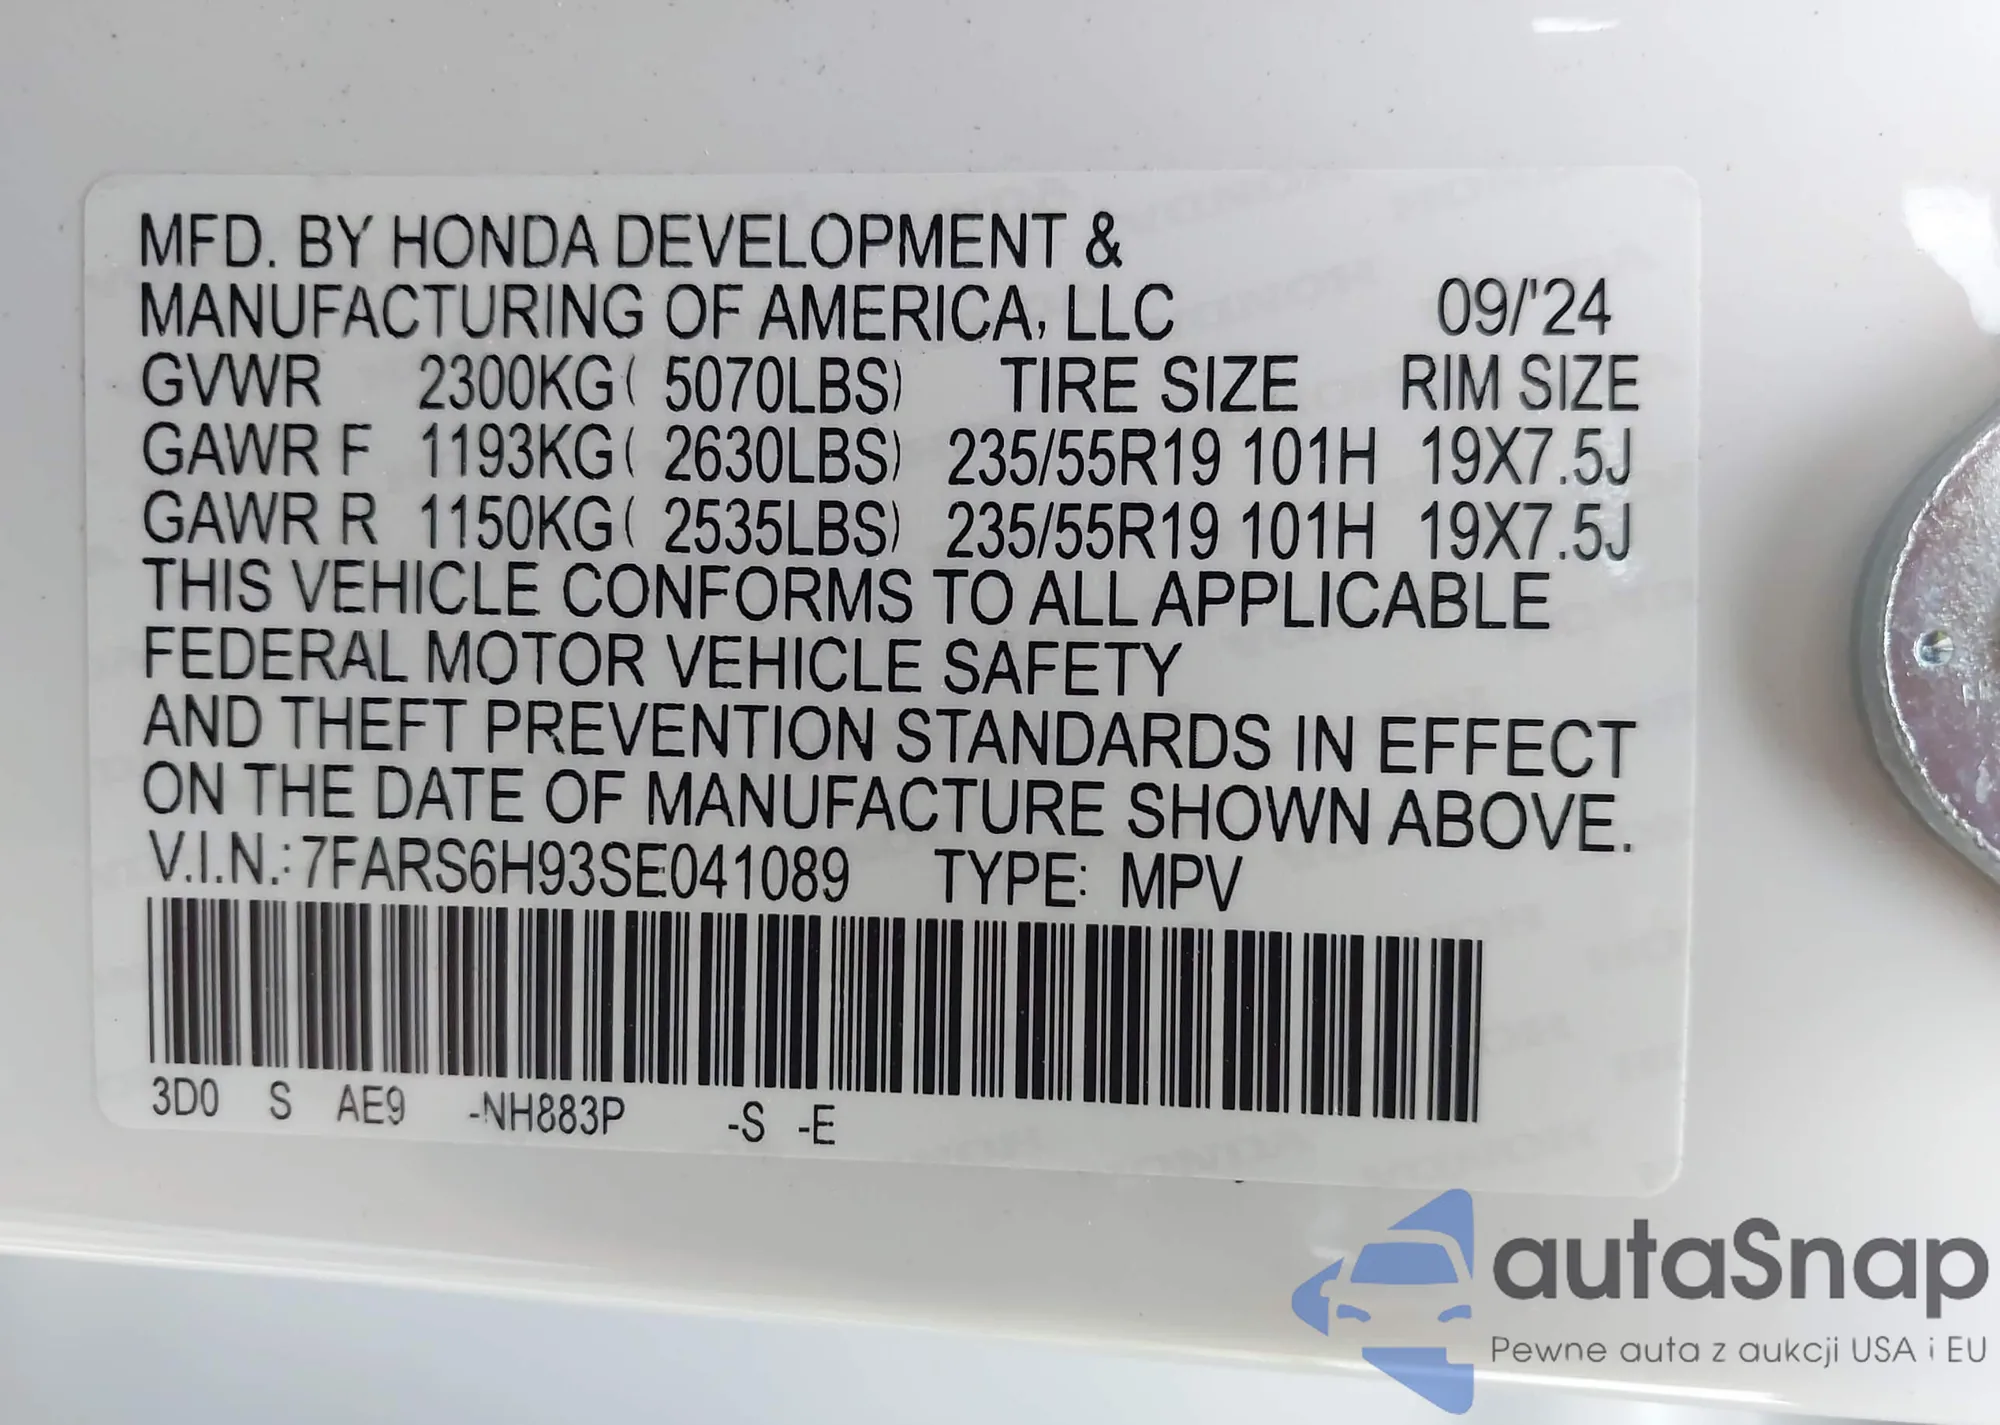 MFD. BY HONDA DEVELOPMENT &
MANUFACTURING OF AMERICA, LLC 09/'24
GVWR 2300KG( 5070LBS) TIRE SIZE RIM SIZE
GAWR F 1193KG( 2630LBS) 235/55R19 101H 19X7.5J
GAWR R 1150KG( 2535LBS) 235/55R19 101H 19X7.5J
THIS VEHICLE CONFORMS TO ALL APPLICABLE
FEDERAL MOTOR VEHICLE SAFETY
AND THEFT PREVENTION STANDARDS IN EFFECT
ON THE DATE OF MANUFACTURE SHOWN ABOVE.
V.I.N.:7FARS6H93SE041089 TYPE: MPV
3D0 S AE9 -NH883P -S -E
autaSnap
Pewne auta z aukcji USA i EU